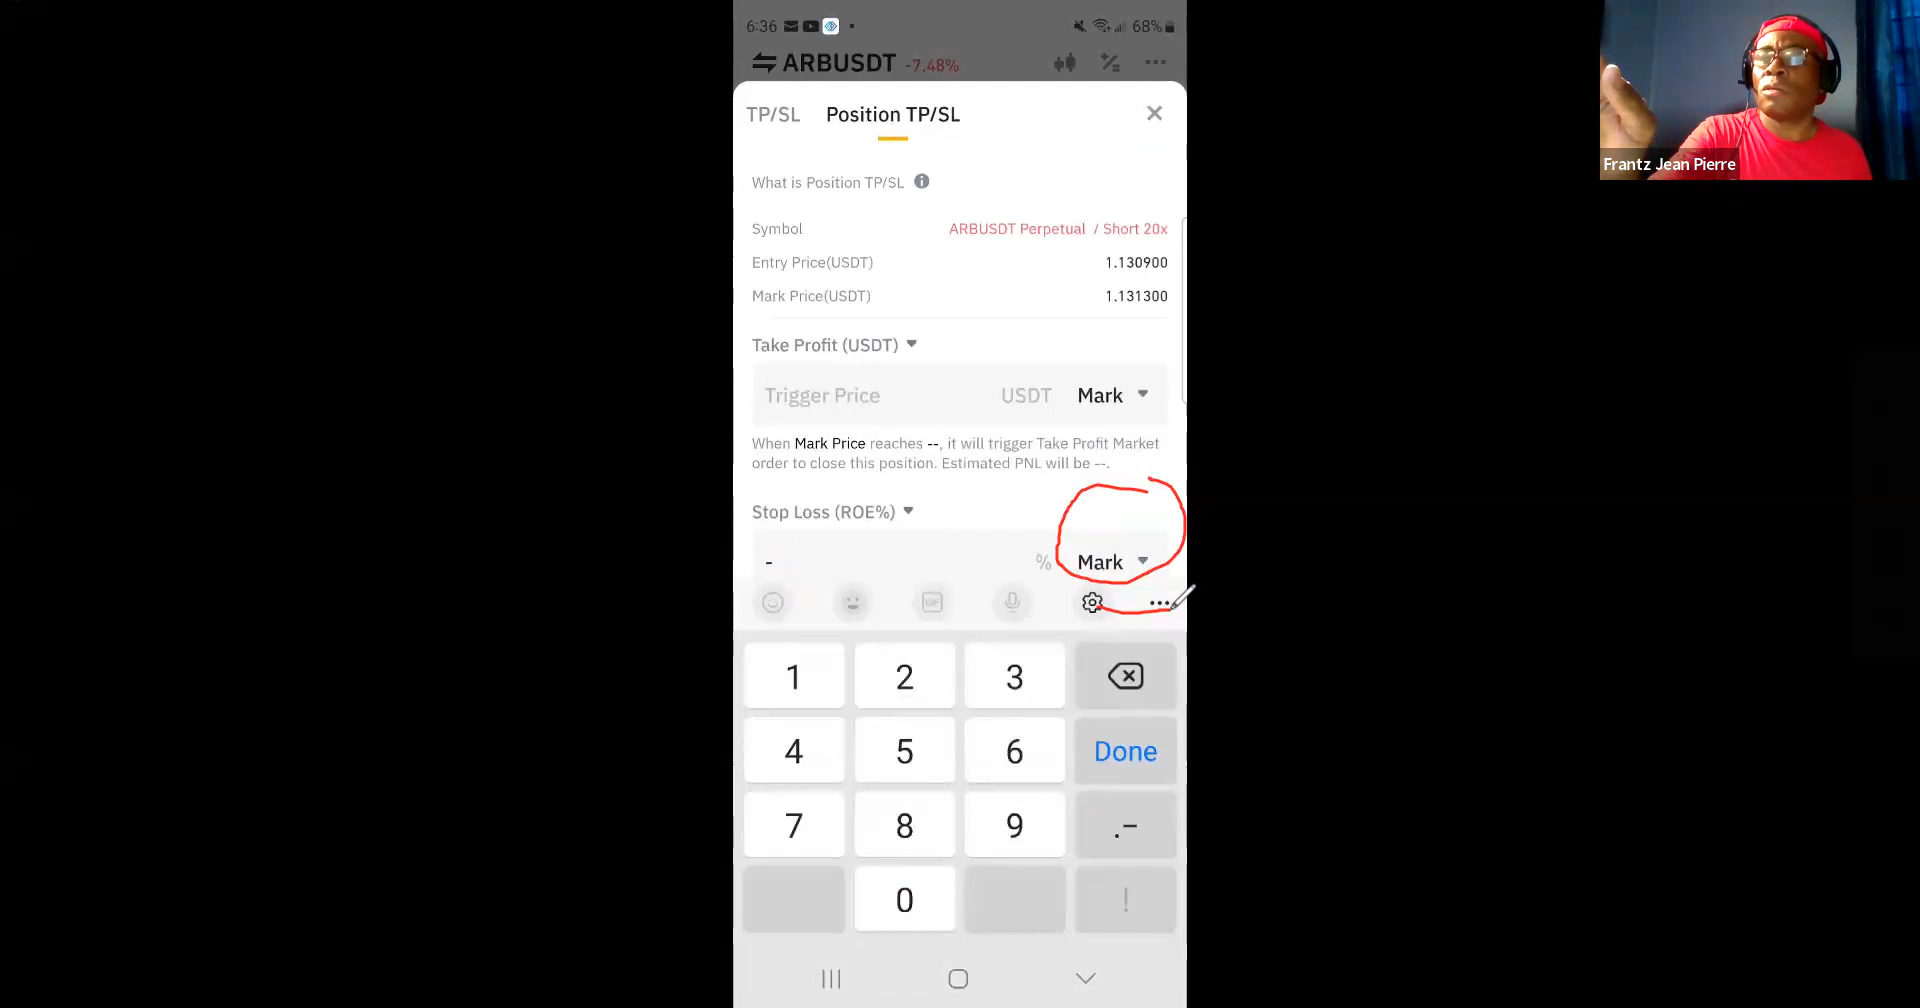 6:36 68%
ARBUSDT -7.48%
TP/SL Position TP/SL
What is Position TP/SL
Symbol ARBUSDT Perpetual / Short 20x
Entry Price(USDT) 1.130900
Mark Price(USDT) 1.131300
Take Profit (USDT)
Trigger Price USDT Mark
When Mark Price reaches --, it will trigger Take Profit Market
order to close this position. Estimated PNL will be --.
Stop Loss (ROE%)
- % Mark
GIF
1 2 3
4 5 6 Done
7 8 9 .-
0 !
Frantz Jean Pierre